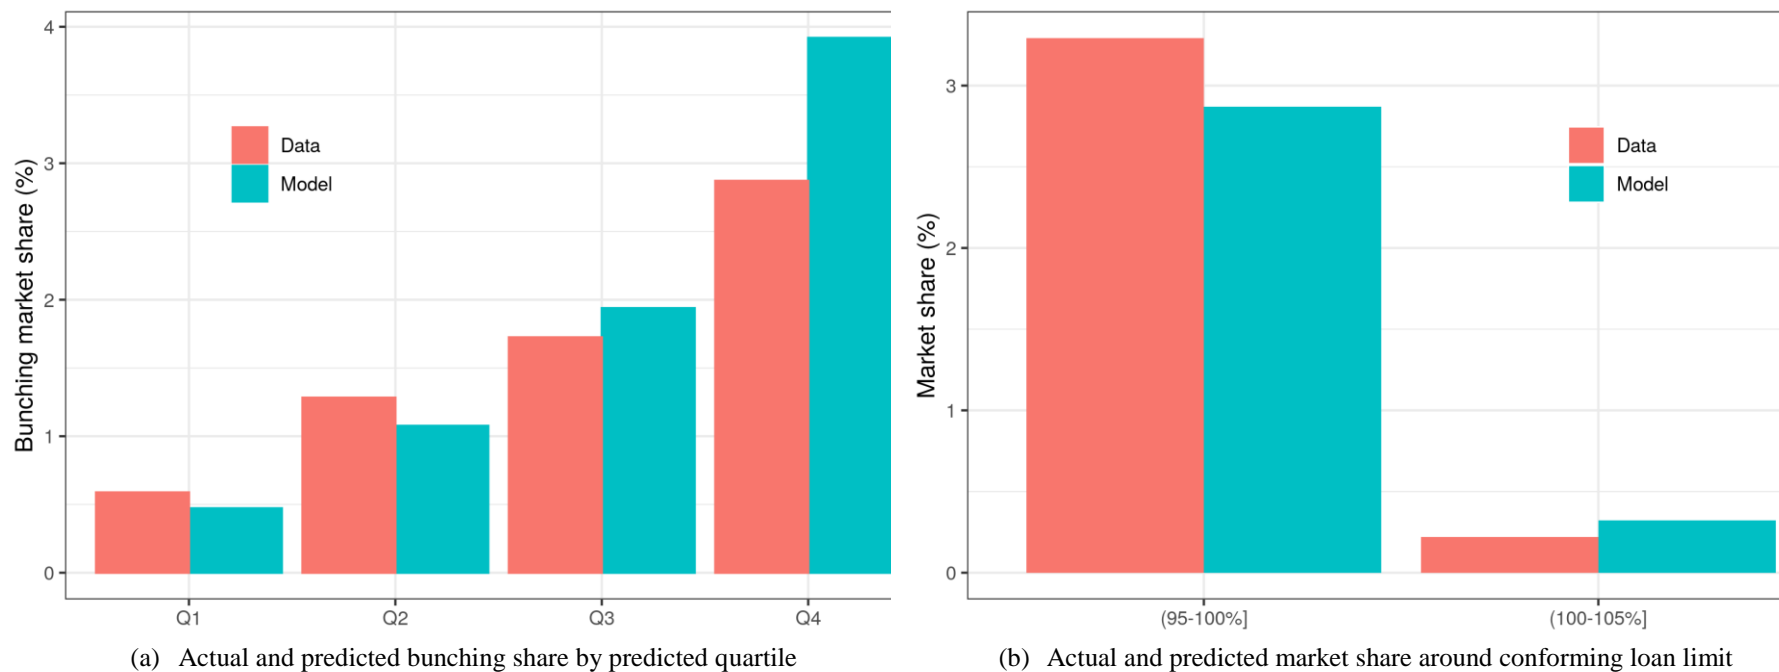 Bunching market share (%)
4
3
2
1
0
Data
Model
Q1 Q2 Q3 Q4
(a) Actual and predicted bunching share by predicted quartile
Market share (%)
3
2
1
0
Data
Model
(95-100%] (100-105%]
(b) Actual and predicted market share around conforming loan limit